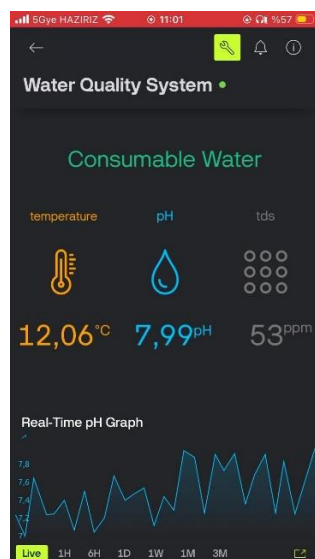 5Gye HAZIRIZ 11:01 %57
Water Quality System
Consumable Water
temperature pH tds
12,06°C 7,99pH 53ppm
Real-Time pH Graph
7,8
7,6
7,4
7,2
7
Live 1H 6H 1D 1W 1M 3M